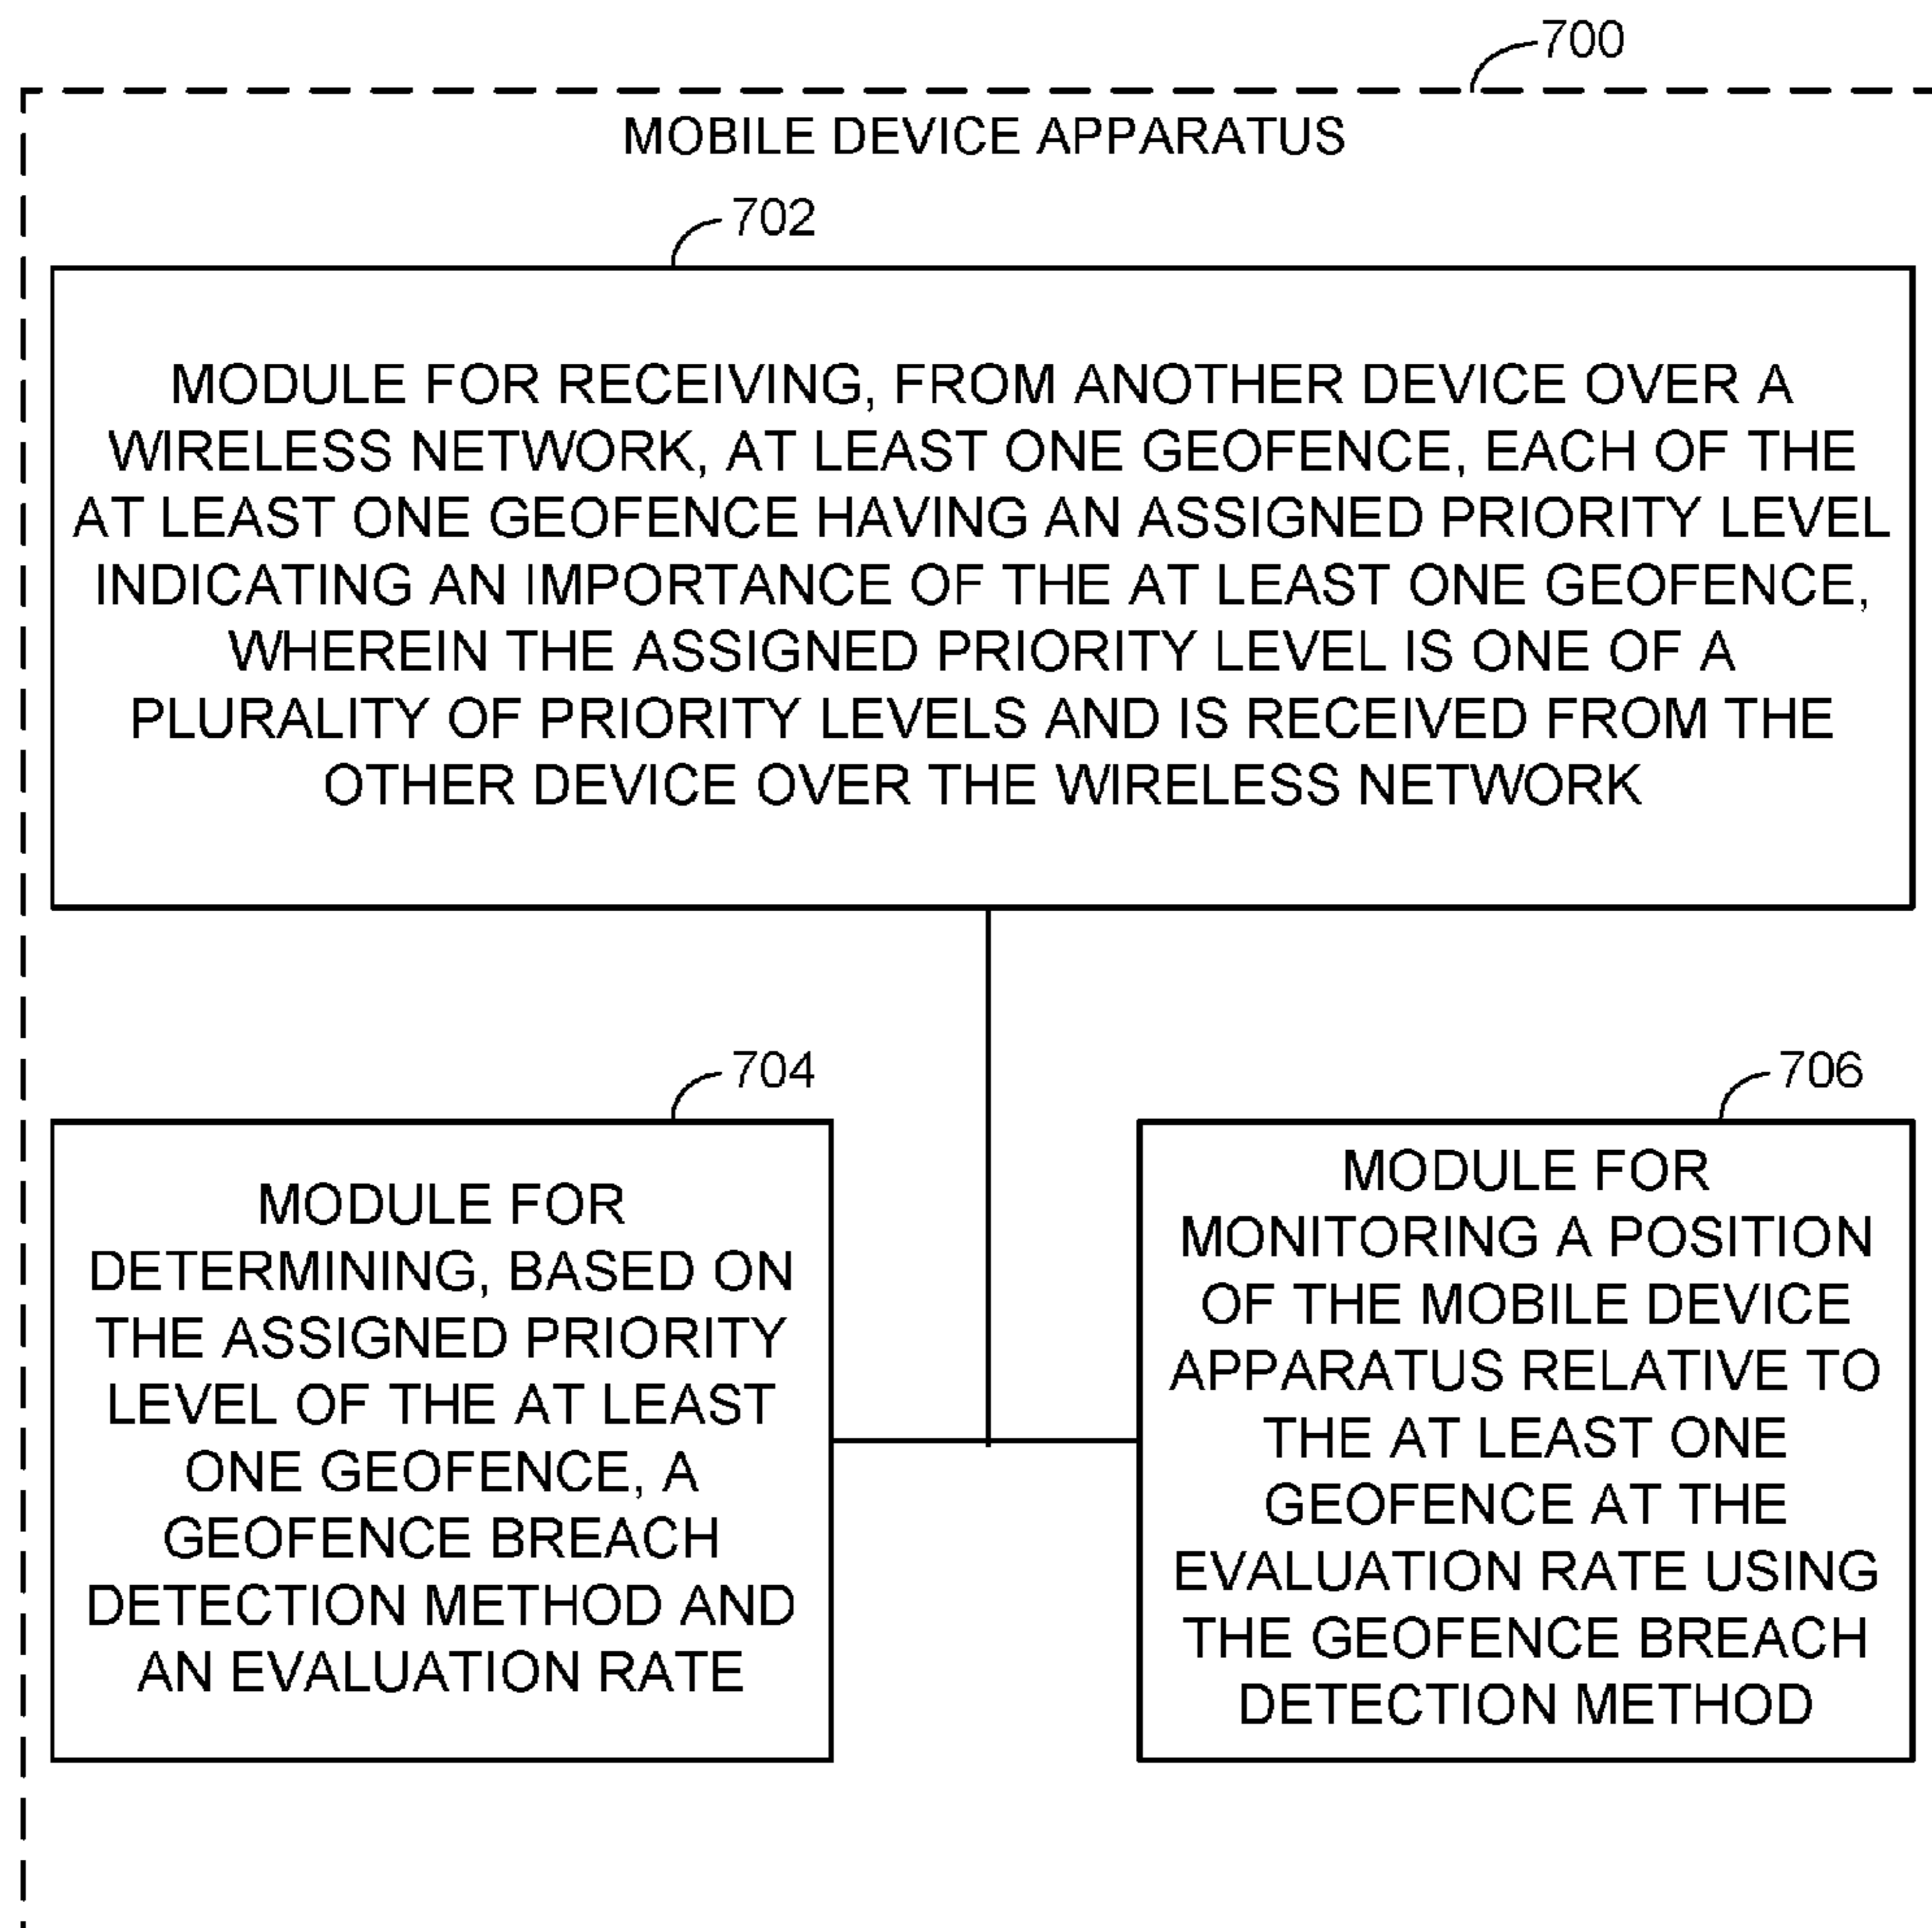 700
MOBILE DEVICE APPARATUS
702
MODULE FOR RECEIVING, FROM ANOTHER DEVICE OVER A
WIRELESS NETWORK, AT LEAST ONE GEOFENCE, EACH OF THE
AT LEAST ONE GEOFENCE HAVING AN ASSIGNED PRIORITY LEVEL
INDICATING AN IMPORTANCE OF THE AT LEAST ONE GEOFENCE,
WHEREIN THE ASSIGNED PRIORITY LEVEL IS ONE OF A
PLURALITY OF PRIORITY LEVELS AND IS RECEIVED FROM THE
OTHER DEVICE OVER THE WIRELESS NETWORK
704
MODULE FOR
DETERMINING, BASED ON
THE ASSIGNED PRIORITY
LEVEL OF THE AT LEAST
ONE GEOFENCE, A
GEOFENCE BREACH
DETECTION METHOD AND
AN EVALUATION RATE
706
MODULE FOR
MONITORING A POSITION
OF THE MOBILE DEVICE
APPARATUS RELATIVE TO
THE AT LEAST ONE
GEOFENCE AT THE
EVALUATION RATE USING
THE GEOFENCE BREACH
DETECTION METHOD